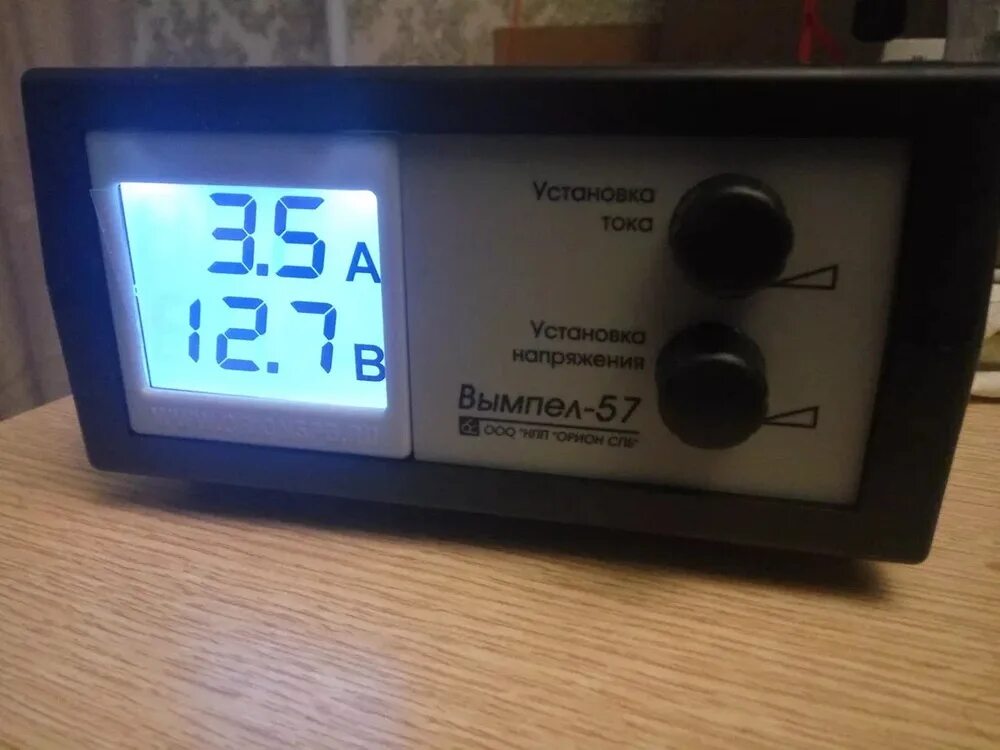 3.5 А
12.7 В
Установка
тока
Установка
напряжения
Вымпел-57
ООО "НПП "ОРИОН СПБ"